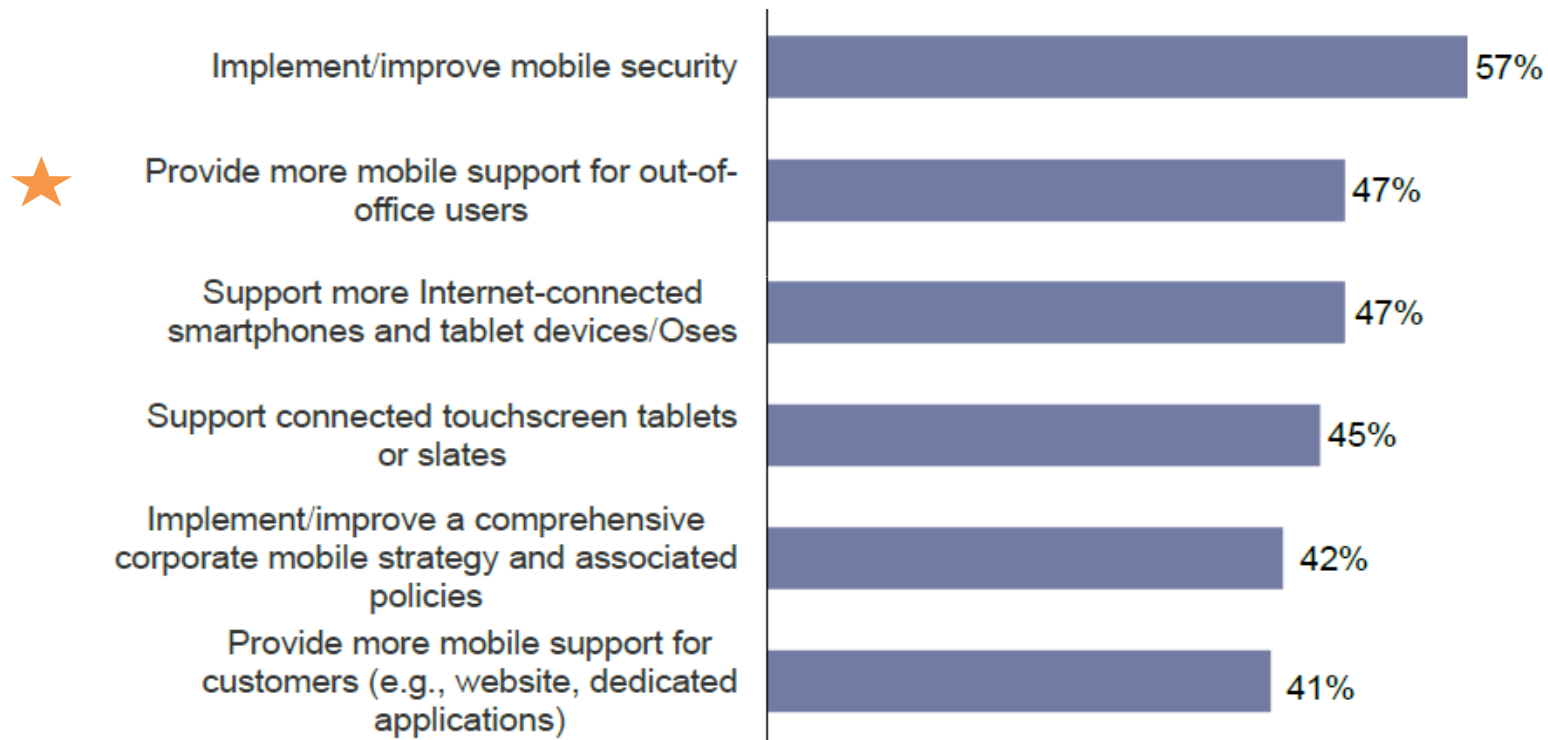 Implement/improve mobile security
57%
Provide more mobile support for out-of-
office users
47%
Support more Internet-connected
smartphones and tablet devices/Oses
47%
Support connected touchscreen tablets
or slates
45%
Implement/improve a comprehensive
corporate mobile strategy and associated
policies
42%
Provide more mobile support for
customers (e.g., website, dedicated
applications)
41%